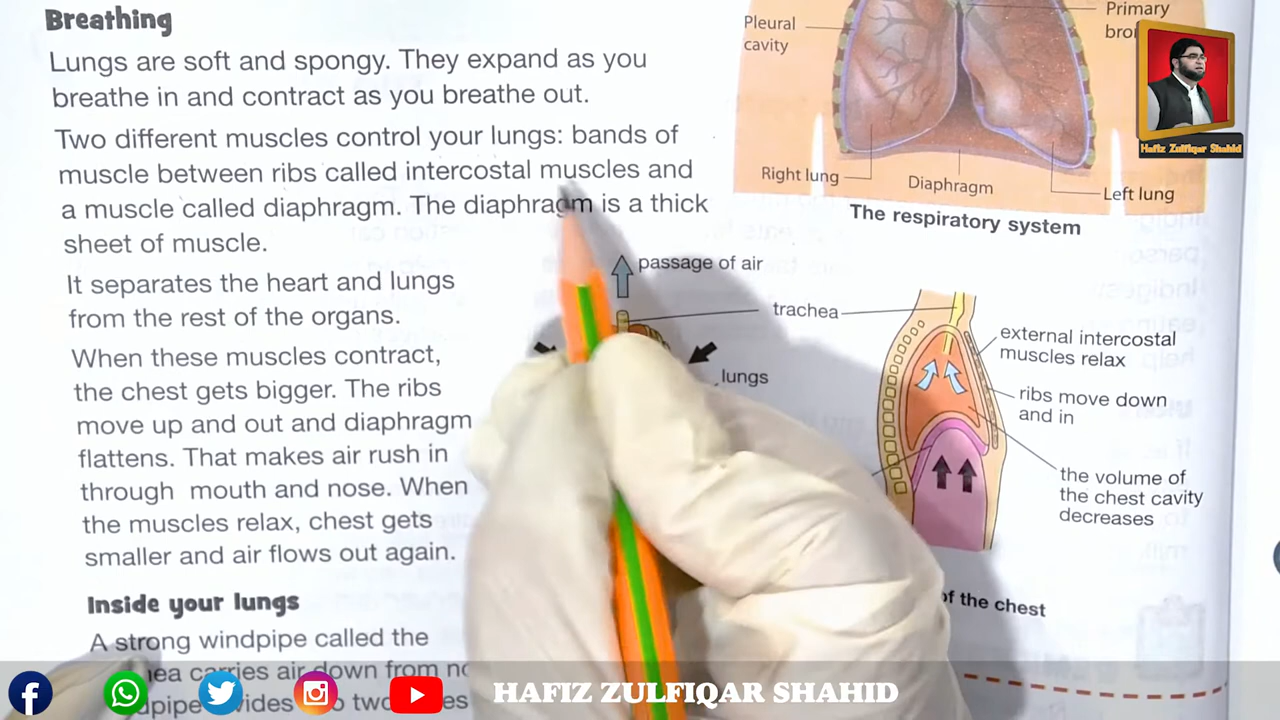 Breathing
Lungs are soft and spongy. They expand as you
breathe in and contract as you breathe out.
Two different muscles control your lungs: bands of
muscle between ribs called intercostal muscles and
a muscle called diaphragm. The diaphragm is a thick
sheet of muscle.
It separates the heart and lungs
from the rest of the organs.
When these muscles contract,
the chest gets bigger. The ribs
move up and out and diaphragm
flattens. That makes air rush in
through mouth and nose. When
the muscles relax, chest gets
smaller and air flows out again.
Inside your lungs
A strong windpipe called the
carries air down from
Pleural
cavity
Primary
Right lung
Diaphragm
Left lung
The respiratory system
passage of air
trachea
lungs
external intercostal
muscles relax
ribs move down
and in
the volume of
the chest cavity
decreases
of the chest
Hafiz Zulfiqar Shahid
HAFIZ ZULFIQAR SHAHID